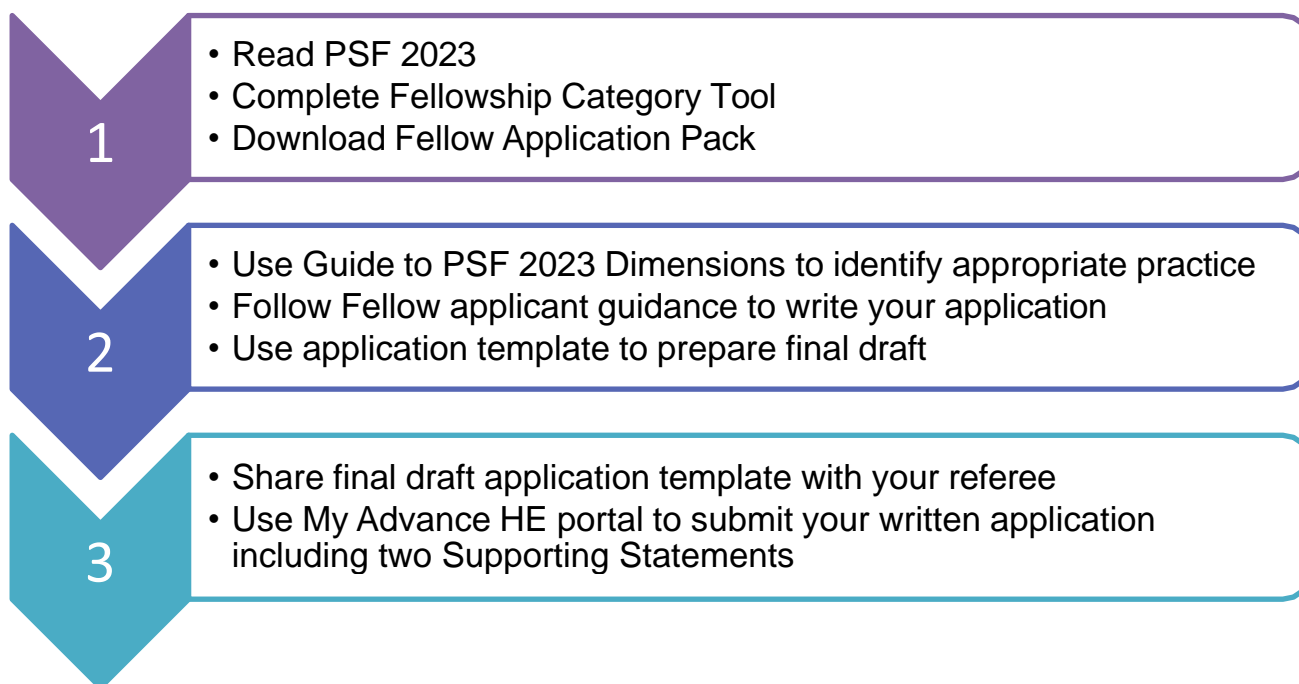 1
• Read PSF 2023
• Complete Fellowship Category Tool
• Download Fellow Application Pack
2
• Use Guide to PSF 2023 Dimensions to identify appropriate practice
• Follow Fellow applicant guidance to write your application
• Use application template to prepare final draft
3
• Share final draft application template with your referee
• Use My Advance HE portal to submit your written application
including two Supporting Statements